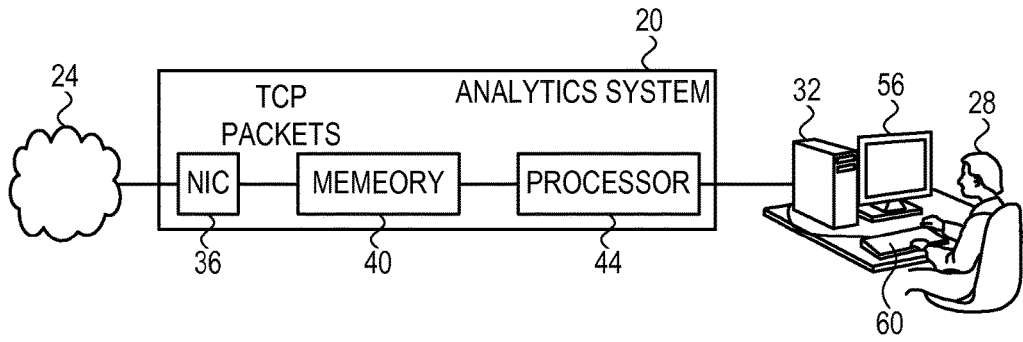 20
24
TCP
PACKETS
ANALYTICS SYSTEM
32
56
28
NIC
MEMEORY
PROCESSOR
36
40
44
60